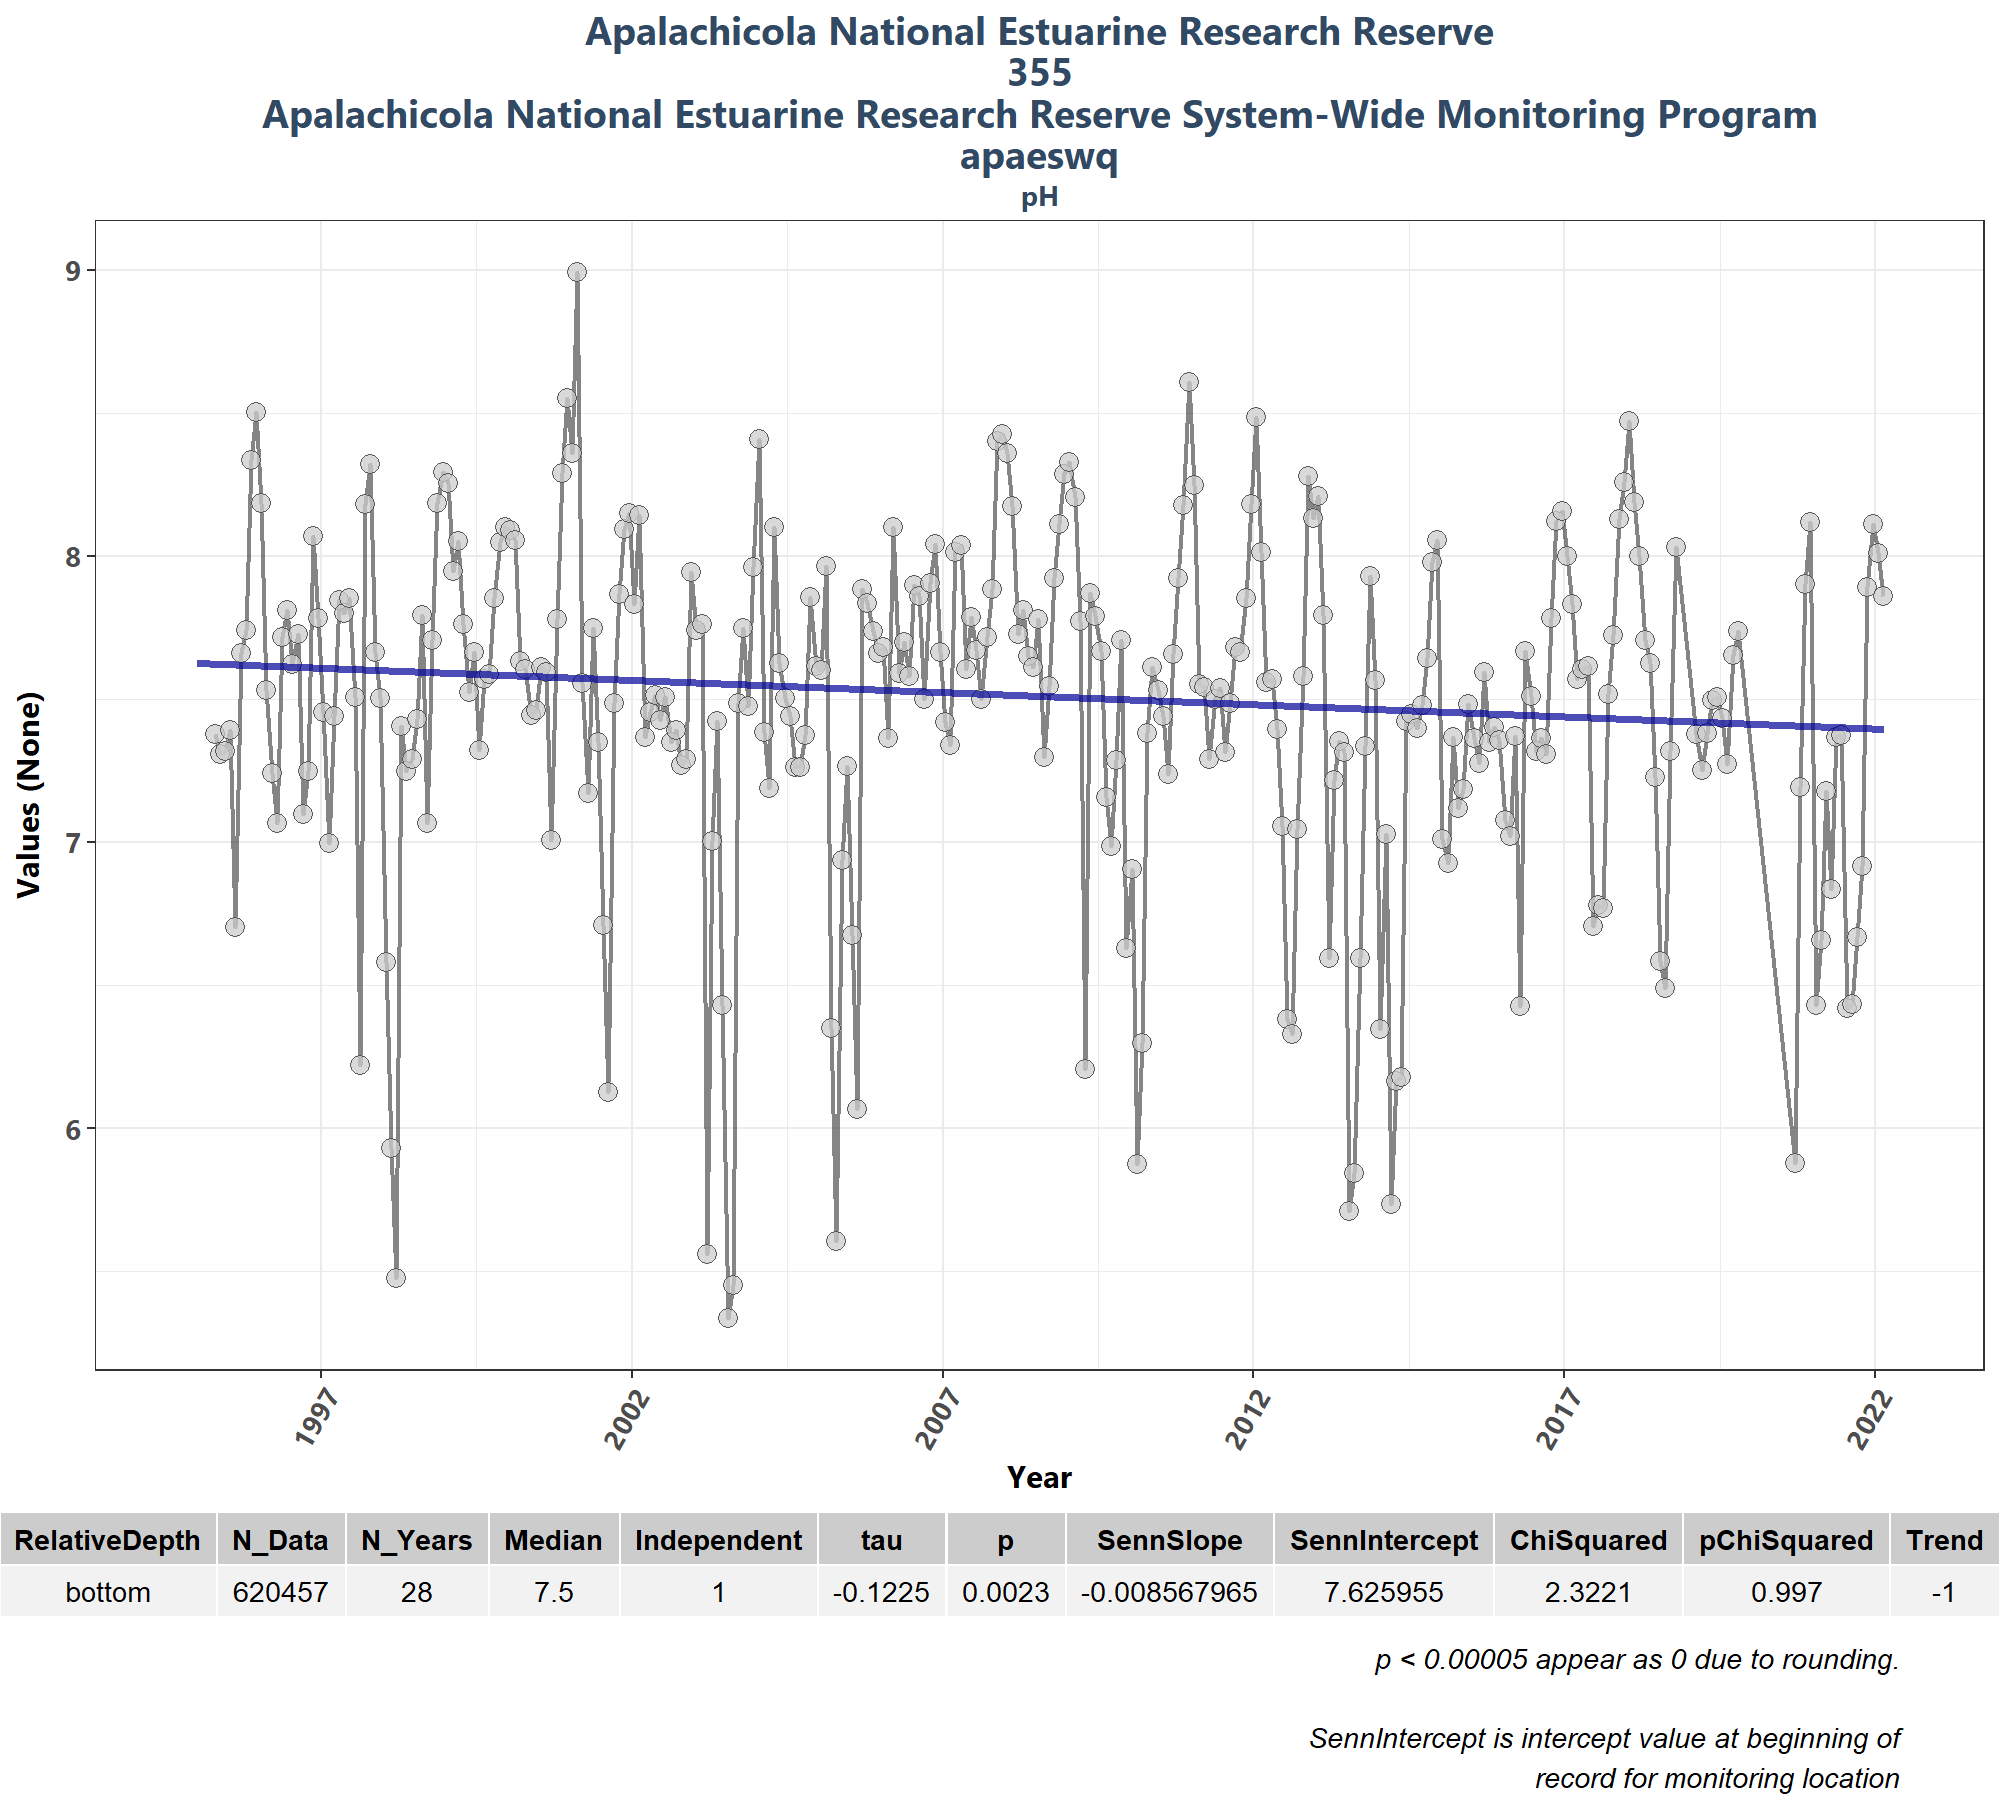 Apalachicola National Estuarine Research Reserve
355
Apalachicola National Estuarine Research Reserve System-Wide Monitoring Program
apaeswq
pH
Values (None)
9
8
7
6
1997
2002
2007
2012
2017
2022
Year
RelativeDepth N_Data N_Years Median Independent tau p SennSlope SennIntercept ChiSquared pChiSquared Trend
bottom 620457 28 7.5 1 -0.1225 0.0023 -0.008567965 7.625955 2.3221 0.997 -1
p < 0.00005 appear as 0 due to rounding.
SennIntercept is intercept value at beginning of
record for monitoring location